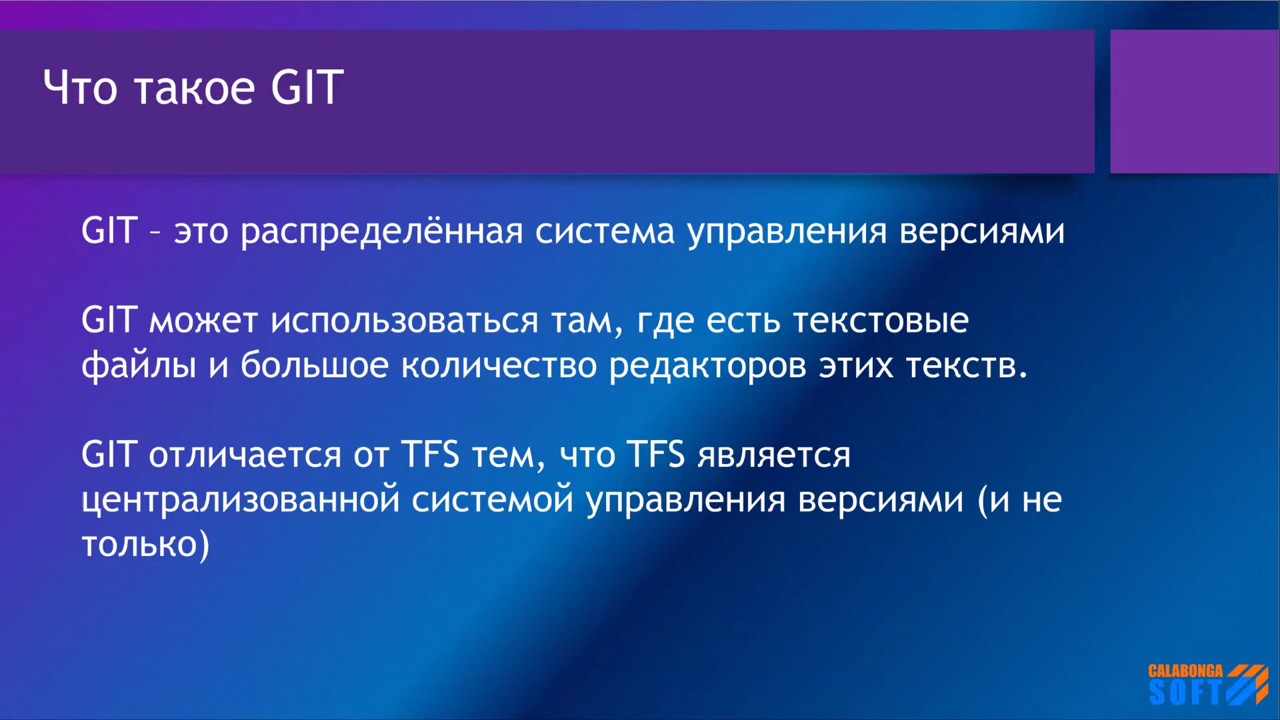 Что такое GIT
GIT – это распределённая система управления версиями
GIT может использоваться там, где есть текстовые
файлы и большое количество редакторов этих текств.
GIT отличается от TFS тем, что TFS является
централизованной системой управления версиями (и не
только)
CALABONGA
SOFT